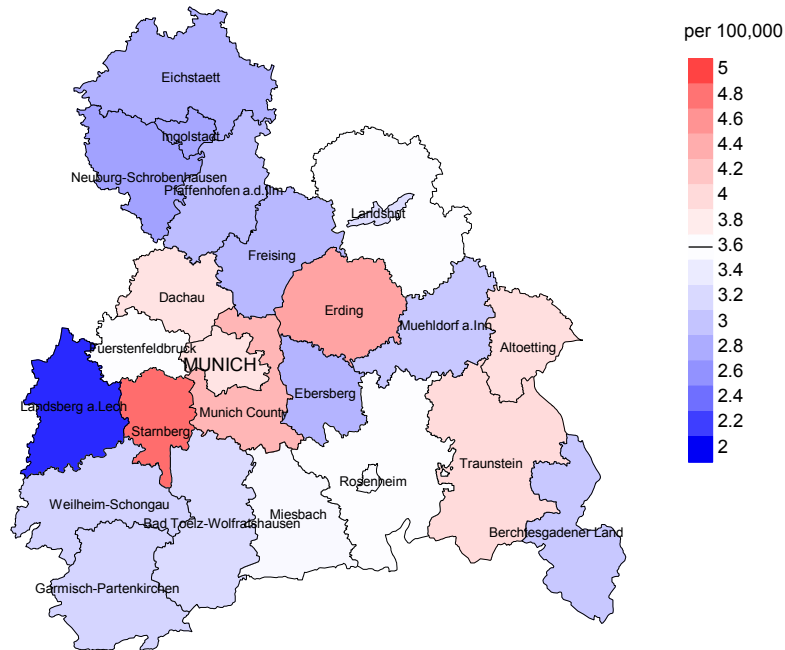 per 100,000
5
4.8
4.6
4.4
4.2
4
3.8
3.6
3.4
3.2
3
2.8
2.6
2.4
2.2
2
Eichstaett
Ingolstadt
Neuburg-Schrobenhausen
Pfaffenhofen a.d.Ilm
Landshut
Freising
Dachau
Erding
Muehldorf a.Inn
Fuerstenfeldbruck
Altoetting
MUNICH
Ebersberg
Landsberg a.Lech
Munich County
Starnberg
Traunstein
Rosenheim
Weilheim-Schongau
Miesbach
Bad Toelz-Wolfratshausen
Berchtesgadener Land
Garmisch-Partenkirchen